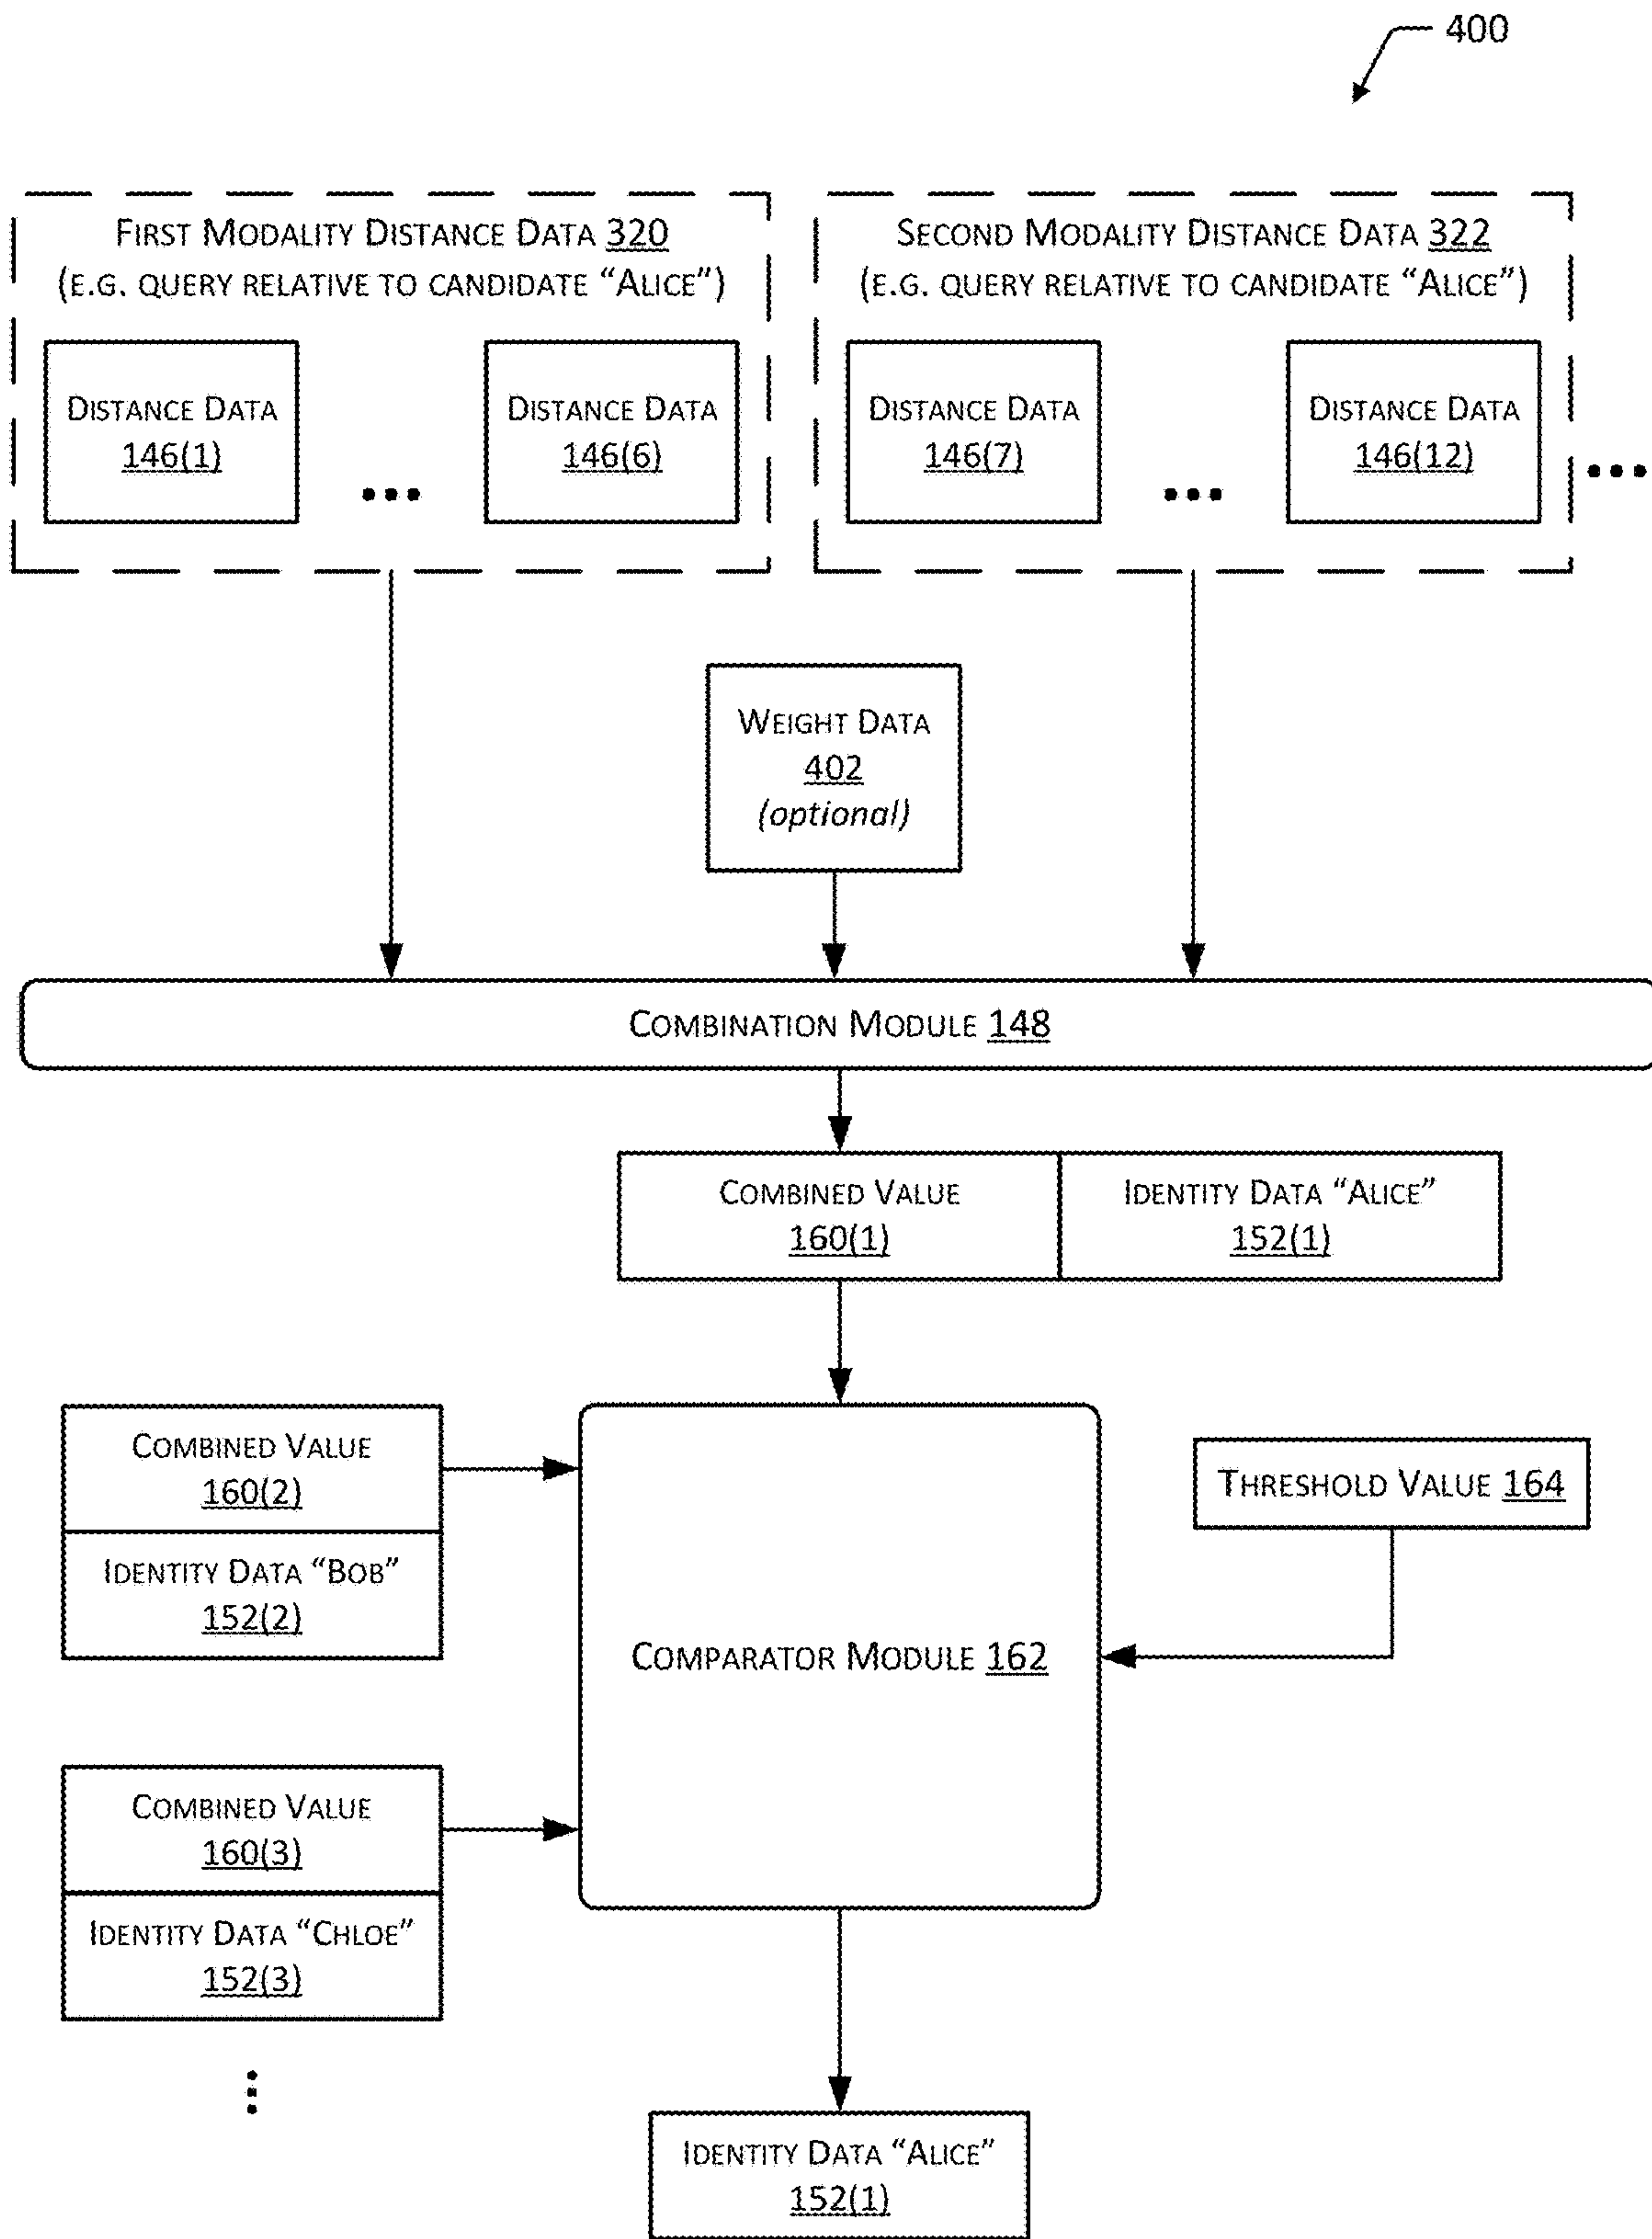 400
First Modality Distance Data 320
(e.g. query relative to candidate “Alice”)
Distance Data
146(1)
...
Distance Data
146(6)
Second Modality Distance Data 322
(e.g. query relative to candidate “Alice”)
Distance Data
146(7)
...
Distance Data
146(12)
...
Weight Data
402
(optional)
Combination Module 148
Combined Value
160(1)
Identity Data “Alice”
152(1)
Combined Value
160(2)
Identity Data “Bob”
152(2)
Threshold Value 164
Comparator Module 162
Combined Value
160(3)
Identity Data “Chloe”
152(3)
...
Identity Data “Alice”
152(1)